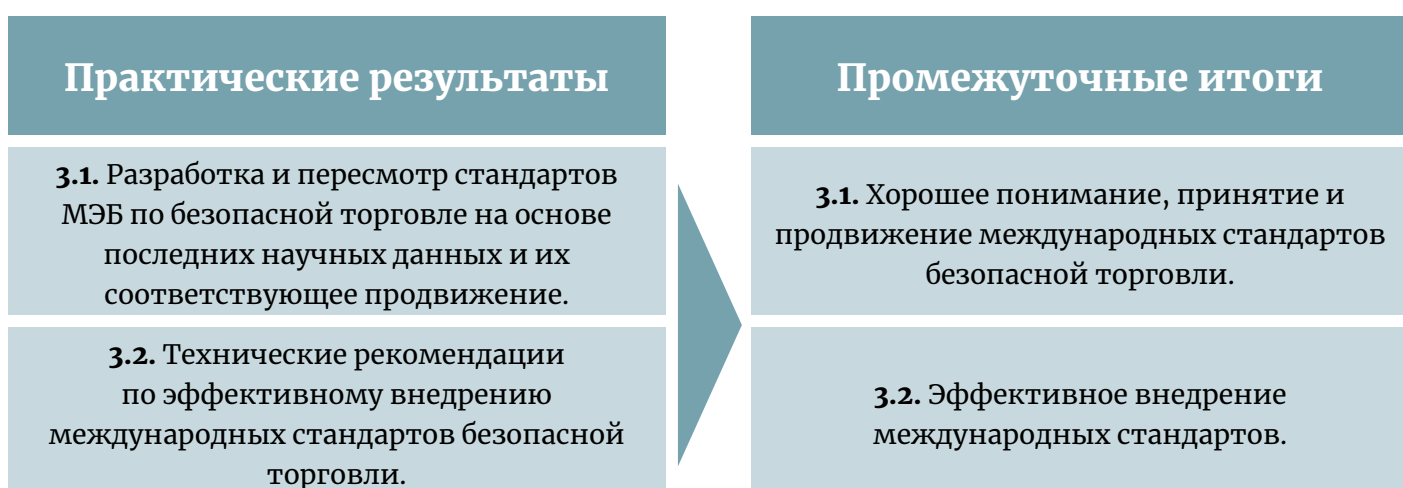 Практические результаты
3.1. Разработка и пересмотр стандартов
МЭБ по безопасной торговле на основе
последних научных данных и их
соответствующее продвижение.
3.2. Технические рекомендации
по эффективному внедрению
международных стандартов безопасной
торговли.
Промежуточные итоги
3.1. Хорошее понимание, принятие и
продвижение международных стандартов
безопасной торговли.
3.2. Эффективное внедрение
международных стандартов.